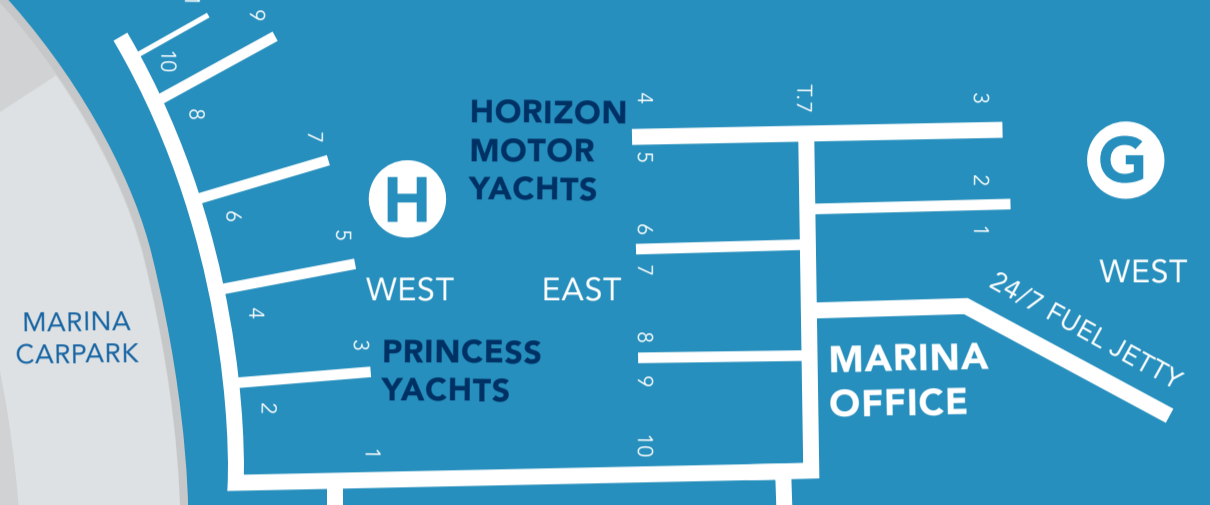 9
10
8
7
6
5
4
3
2
1
H
WEST
EAST
HORIZON
MOTOR
YACHTS
PRINCESS
YACHTS
4
5
6
7
8
9
10
T.7
3
2
1
G
WEST
24/7 FUEL JETTY
MARINA
OFFICE
MARINA
CARPARK